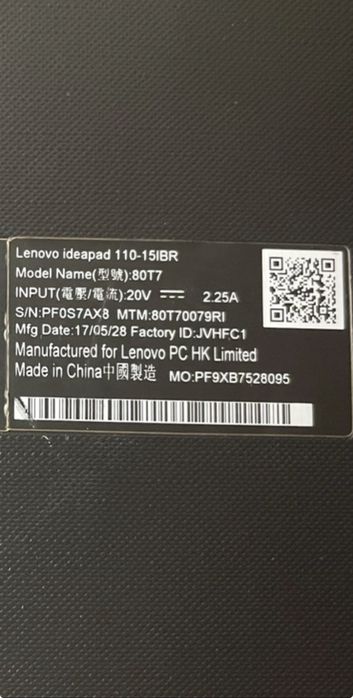 Lenovo ideapad 110-15IBR
Model Name(型號):80T7
INPUT(電壓/電流):20V ⎓ 2.25A
S/N:PF0S7AX8 MTM:80T70079RI
Mfg Date:17/05/28 Factory ID:JVHFC1
Manufactured for Lenovo PC HK Limited
Made in China中國製造 MO:PF9XB7528095